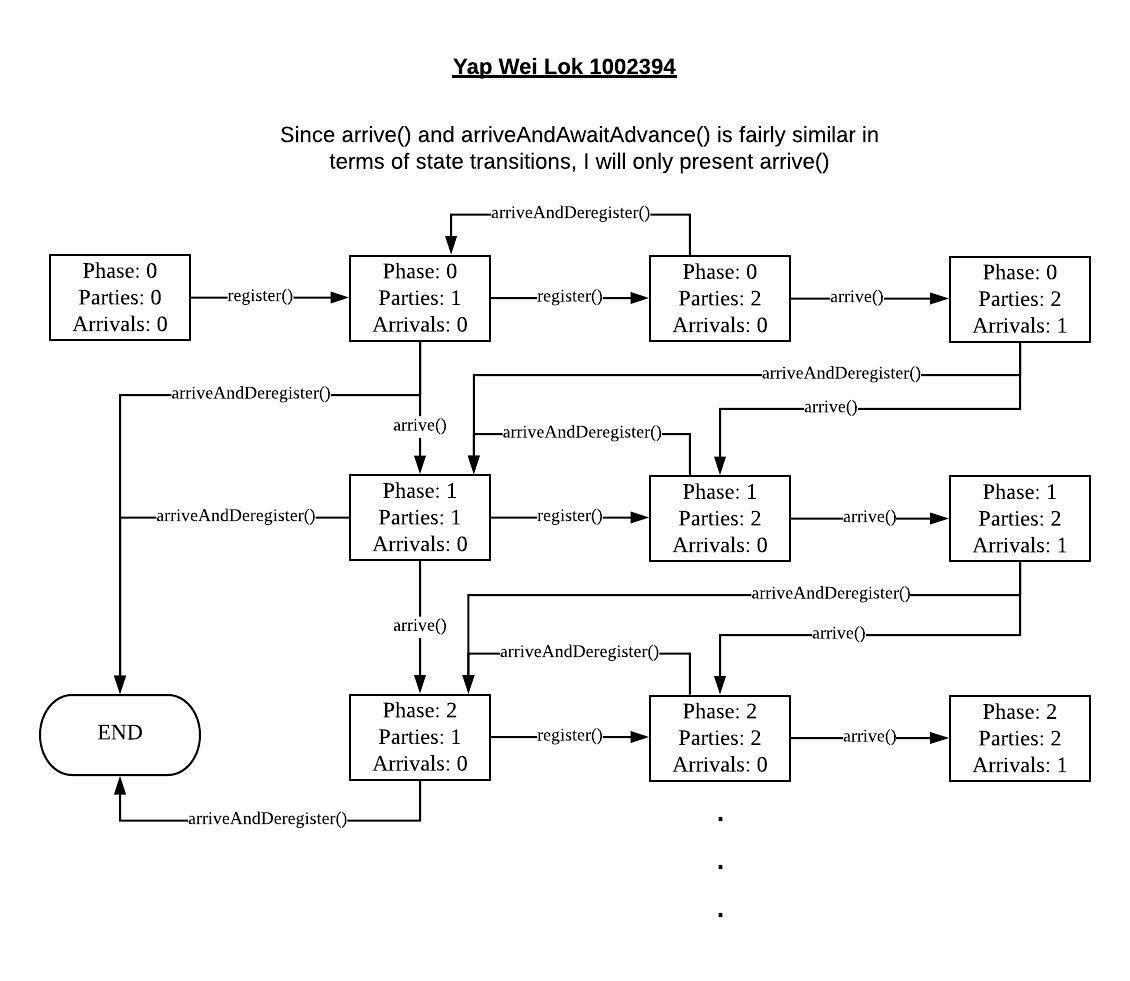 Yap Wei Lok 1002394
Since arrive() and arriveAndAwaitAdvance() is fairly similar in
terms of state transitions, I will only present arrive()
arriveAndDeregister()
Phase: 0
Parties: 0
Arrivals: 0
register()
Phase: 0
Parties: 1
Arrivals: 0
register()
Phase: 0
Parties: 2
Arrivals: 0
arrive()
Phase: 0
Parties: 2
Arrivals: 1
arriveAndDeregister()
arriveAndDeregister()
arrive()
arrive()
arriveAndDeregister()
arriveAndDeregister()
Phase: 1
Parties: 1
Arrivals: 0
register()
Phase: 1
Parties: 2
Arrivals: 0
arrive()
Phase: 1
Parties: 2
Arrivals: 1
arriveAndDeregister()
arrive()
arrive()
arriveAndDeregister()
END
Phase: 2
Parties: 1
Arrivals: 0
register()
Phase: 2
Parties: 2
Arrivals: 0
arrive()
Phase: 2
Parties: 2
Arrivals: 1
arriveAndDeregister()
.
.
.